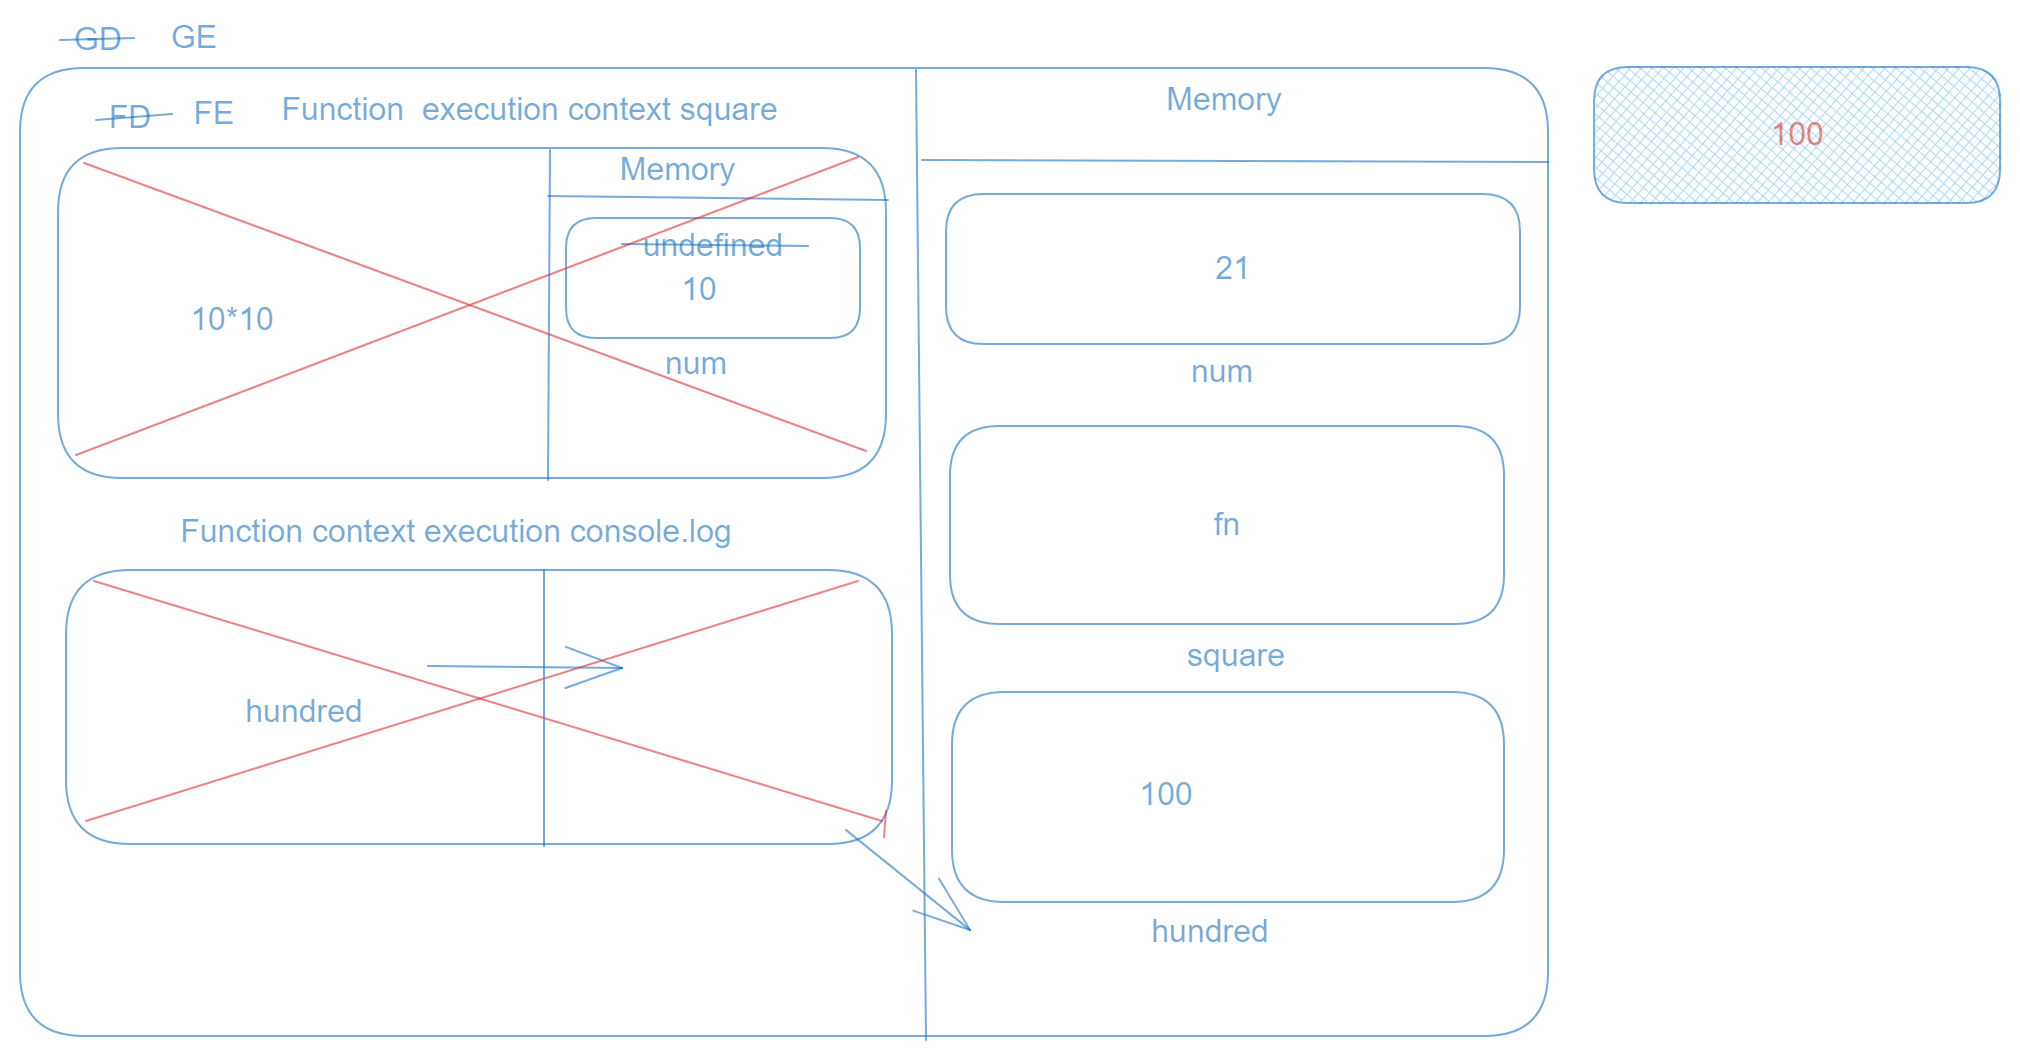 GD GE
FD FE Function execution context square
Memory
undefined
10
10*10
num
Function context execution console.log
hundred
Memory
21
num
fn
square
100
hundred
100